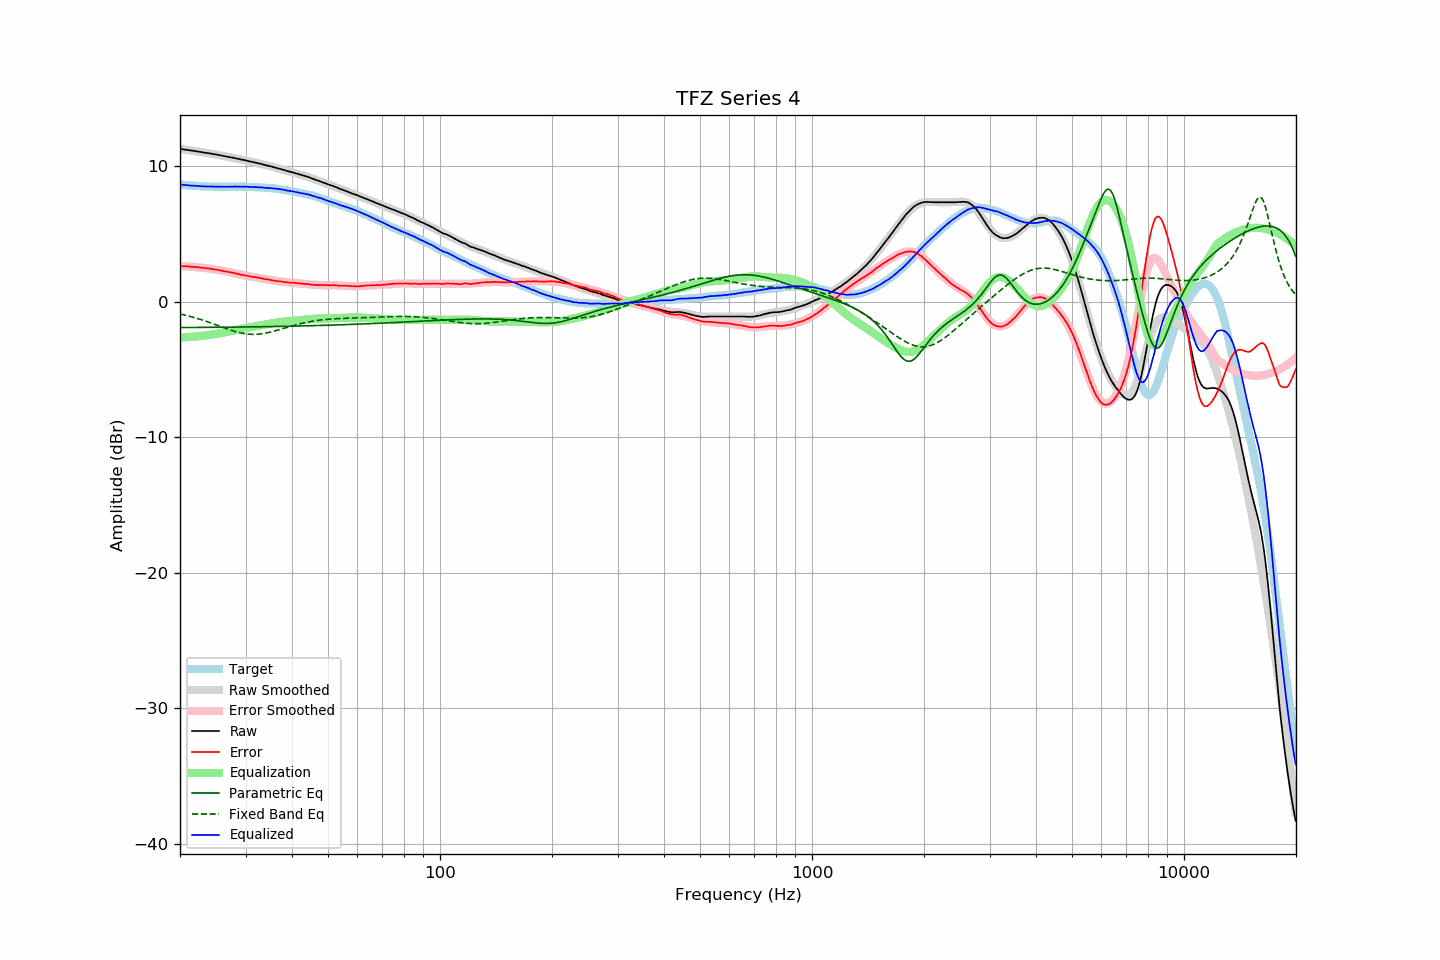 TFZ Series 4
10
0
−10
−20
−30
−40
Amplitude (dBr)
Target
Raw Smoothed
Error Smoothed
Raw
Error
Equalization
Parametric Eq
Fixed Band Eq
Equalized
100
1000
10000
Frequency (Hz)